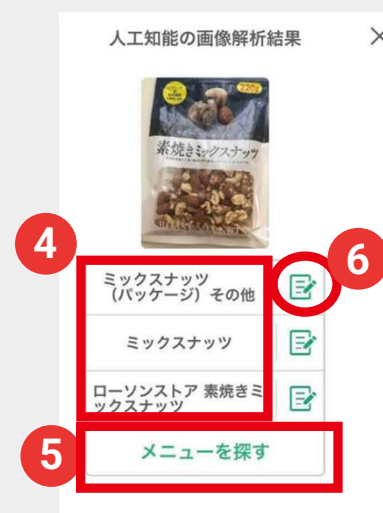 人工知能の画像解析結果
220g
素焼きミックスナッツ
4
6
ミックスナッツ
（パッケージ）その他
ミックスナッツ
ローソンストア 素焼きミ
ックスナッツ
5
メニューを探す